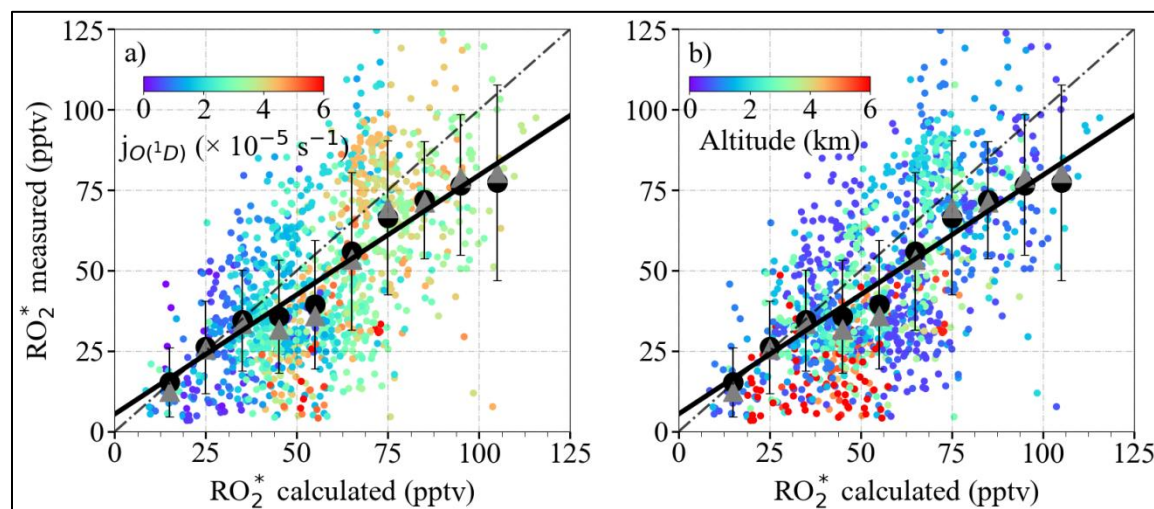 a)
0 2 4 6
j_O(¹D) (× 10⁻⁵ s⁻¹)
125
100
75
50
25
0
RO₂* measured (pptv)
0 25 50 75 100 125
RO₂* calculated (pptv)
b)
0 2 4 6
Altitude (km)
125
100
75
50
25
0
0 25 50 75 100 125
RO₂* calculated (pptv)